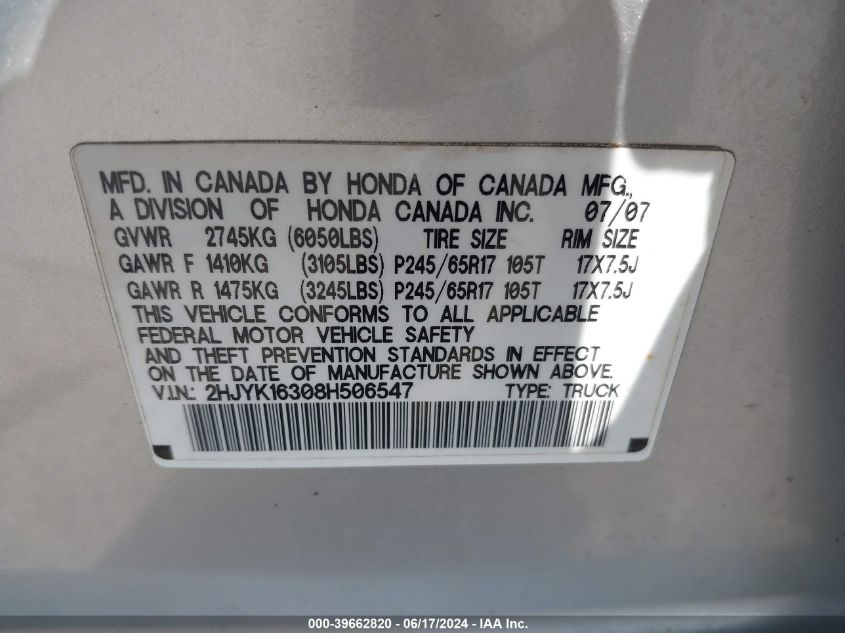 MFD. IN CANADA BY HONDA OF CANADA MFG.,
A DIVISION OF HONDA CANADA INC. 07/07
GVWR 2745KG (6050LBS) TIRE SIZE RIM SIZE
GAWR F 1410KG (3105LBS) P245/65R17 105T 17X7.5J
GAWR R 1475KG (3245LBS) P245/65R17 105T 17X7.5J
THIS VEHICLE CONFORMS TO ALL APPLICABLE
FEDERAL MOTOR VEHICLE SAFETY
AND THEFT PREVENTION STANDARDS IN EFFECT
ON THE DATE OF MANUFACTURE SHOWN ABOVE.
V.I.N.: 2HJYK16308H506547 TYPE: TRUCK
000-39662820 - 06/17/2024 - IAA Inc.